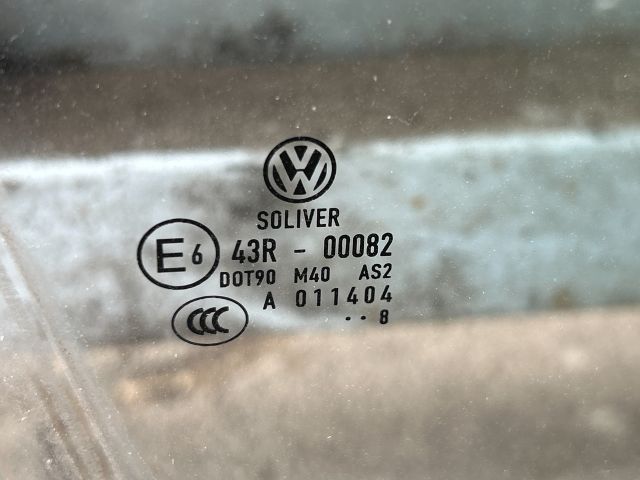 SOLIVER
E6 43R - 00082
DOT90 M40 AS2
A 011404
CCC
··8